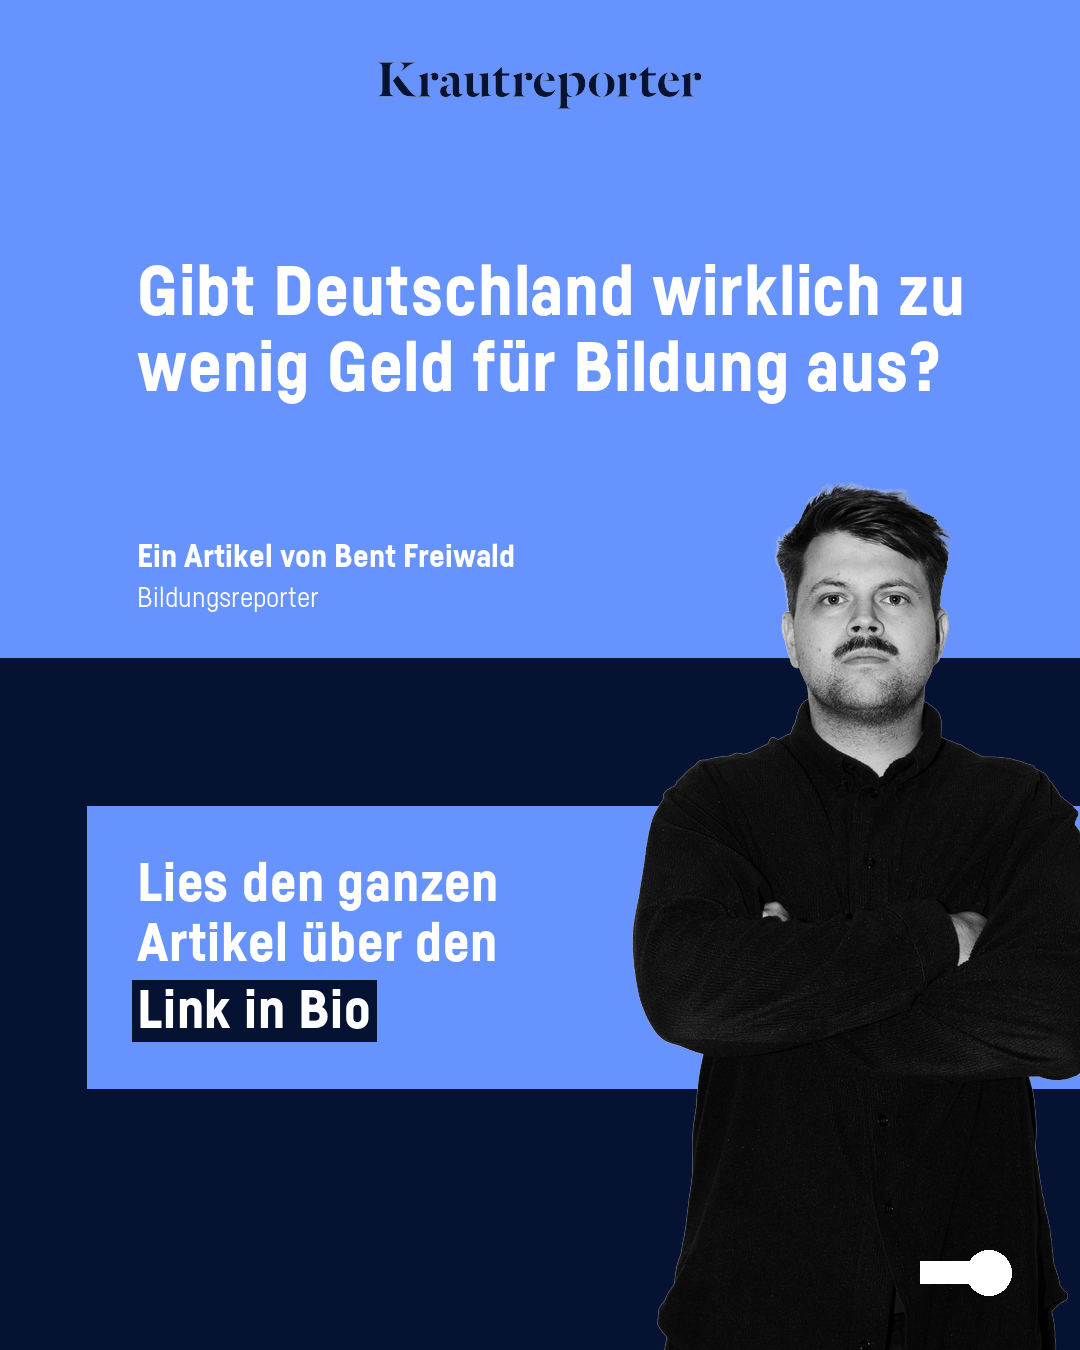 Krautreporter
Gibt Deutschland wirklich zu
wenig Geld für Bildung aus?
Ein Artikel von Bent Freiwald
Bildungsreporter
Lies den ganzen
Artikel über den
Link in Bio